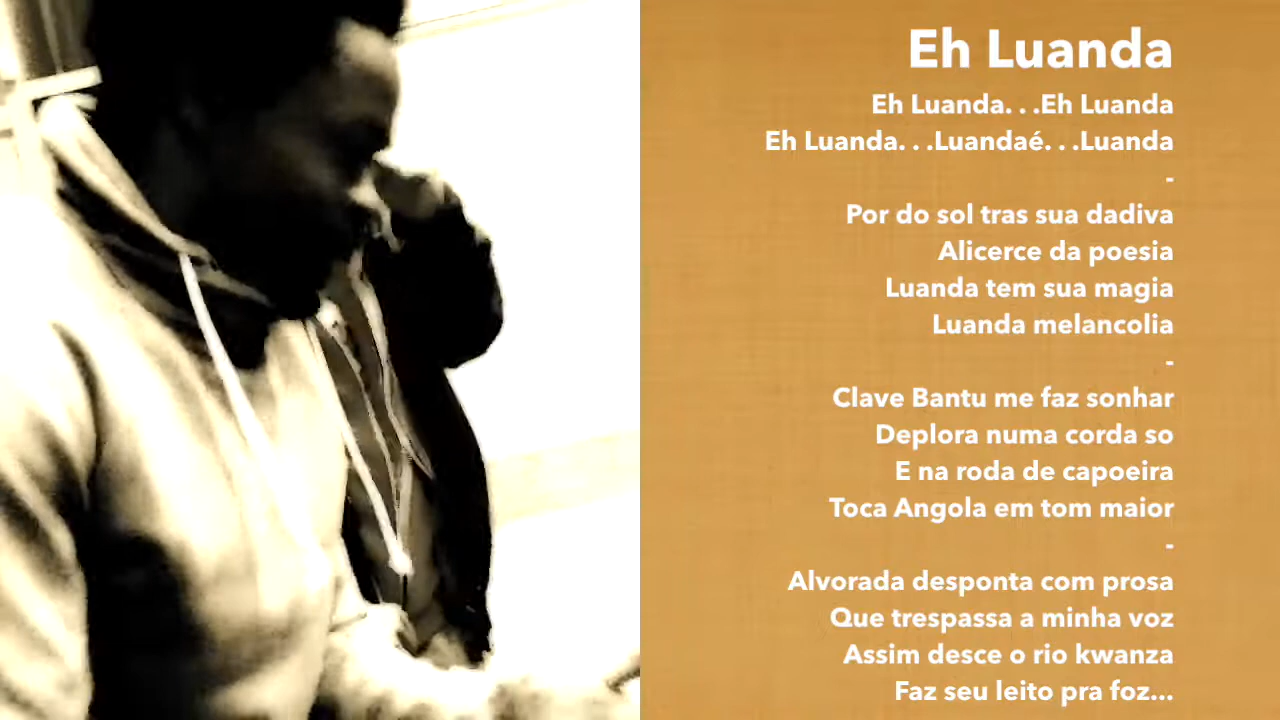 Eh Luanda
Eh Luanda. . .Eh Luanda
Eh Luanda. . .Luandaé. . .Luanda
-
Por do sol tras sua dadiva
Alicerce da poesia
Luanda tem sua magia
Luanda melancolia
-
Clave Bantu me faz sonhar
Deplora numa corda so
E na roda de capoeira
Toca Angola em tom maior
-
Alvorada desponta com prosa
Que trespassa a minha voz
Assim desce o rio kwanza
Faz seu leito pra foz...